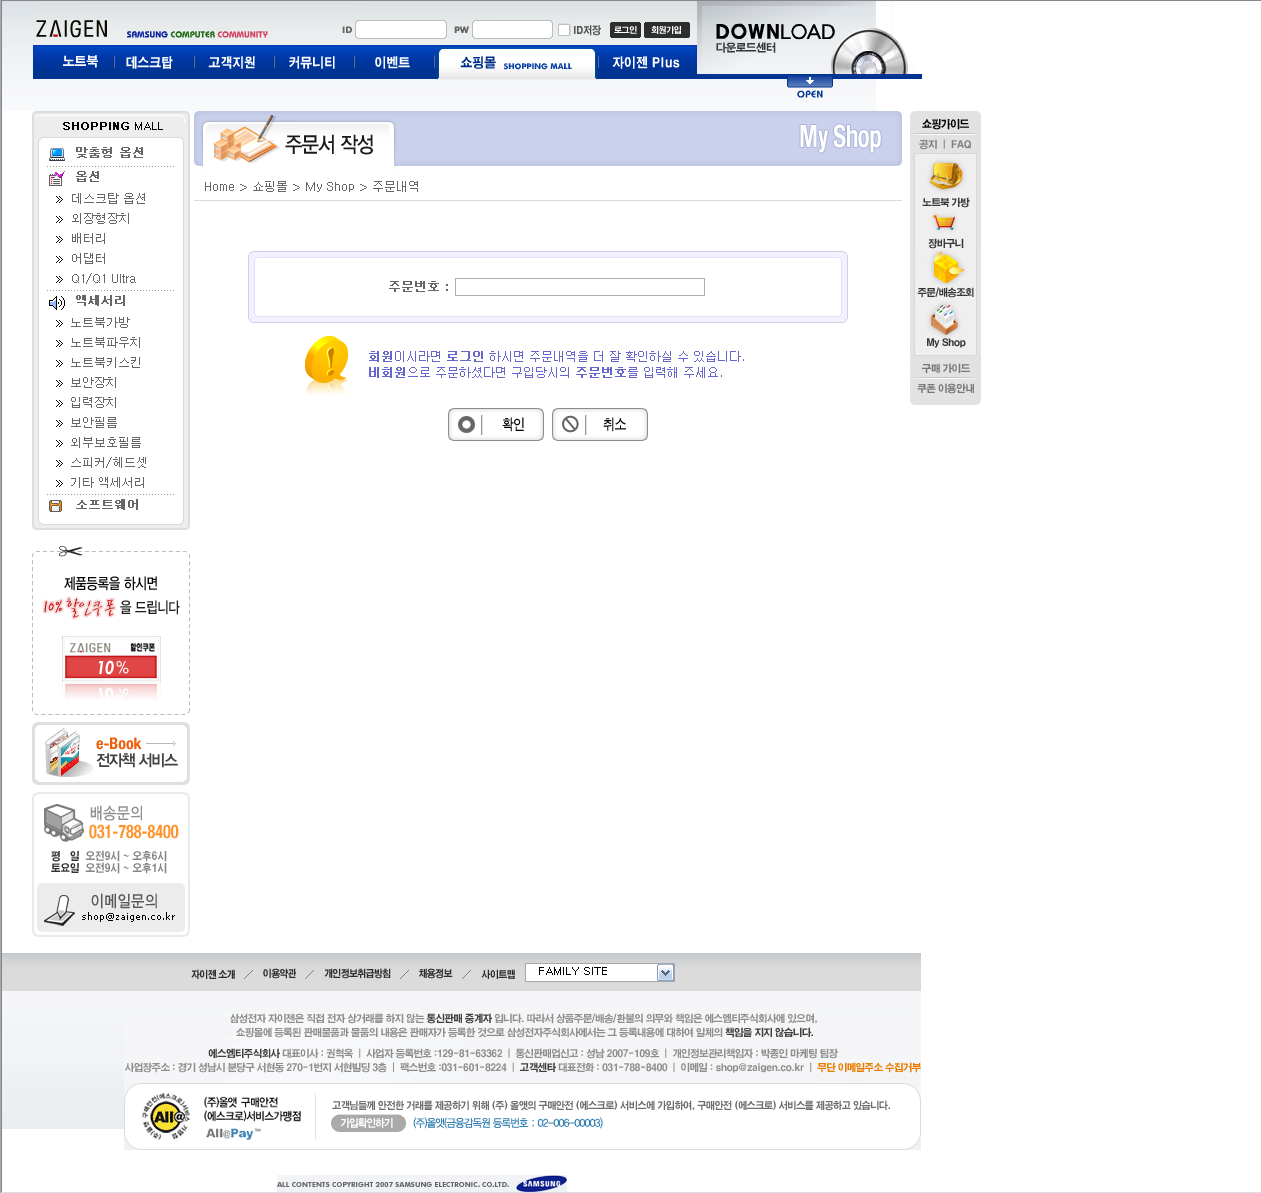 ZAIGEN SAMSUNG COMPUTER COMMUNITY ID PW ID저장 로그인 회원가입
DOWNLOAD
다운로드센터
OPEN
노트북 데스크탑 고객지원 커뮤니티 이벤트 쇼핑몰 SHOPPING MALL 자이젠 Plus
SHOPPING MALL
맞춤형 옵션
옵션
데스크탑 옵션
외장형장치
배터리
어댑터
Q1/Q1 Ultra
액세서리
노트북가방
노트북파우치
노트북키스킨
보안장치
입력장치
보안필름
외부보호필름
스피커/헤드셋
기타 액세서리
소프트웨어
제품등록을 하시면
10% 할인쿠폰 을 드립니다
ZAIGEN 할인쿠폰
10%
e-Book
전자책 서비스
배송문의
031-788-8400
평 일 오전9시 ~ 오후6시
토요일 오전9시 ~ 오후1시
이메일문의
shop@zaigen.co.kr
주문서 작성
My Shop
Home > 쇼핑몰 > My Shop > 주문내역
주문번호 :
회원이시라면 로그인 하시면 주문내역을 더 잘 확인하실 수 있습니다.
비회원으로 주문하셨다면 구입당시의 주문번호를 입력해 주세요.
확인 취소
쇼핑가이드
공지 | FAQ
노트북 가방
장바구니
주문/배송조회
My Shop
구매 가이드
쿠폰 이용안내
자이젠 소개 / 이용약관 / 개인정보취급방침 / 채용정보 / 사이트맵 FAMILY SITE
삼성전자 자이젠은 직접 전자 상거래를 하지 않는 통신판매 중계자 입니다. 따라서 상품주문/배송/환불의 의무와 책임은 에스엠티주식회사에 있으며,
쇼핑몰에 등록된 판매물품과 물품의 내용은 판매자가 등록한 것으로 삼성전자주식회사에서는 그 등록내용에 대하여 일체의 책임을 지지 않습니다.
에스엠티주식회사 대표이사 : 권혁욱 | 사업자 등록번호 :129-81-63362 | 통신판매업신고 : 성남 2007-109호 | 개인정보관리책임자 : 박종인 마케팅 팀장
사업장주소 : 경기 성남시 분당구 서현동 270-1번지 서현빌딩 3층 | 팩스번호 :031-601-8224 | 고객센타 대표전화 : 031-788-8400 | 이메일 : shop@zaigen.co.kr | 무단 이메일주소 수집거부
All@
(주)올앳 구매안전
(에스크로)서비스가맹점
All@Pay™
고객님들께 안전한 거래를 제공하기 위해 (주) 올앳의 구매안전 (에스크로) 서비스에 가입하여, 구매안전 (에스크로) 서비스를 제공하고 있습니다.
가입확인하기 (주)올앳(금융감독원 등록번호 : 02-006-00003)
ALL CONTENTS COPYRIGHT 2007 SAMSUNG ELECTRONIC. CO.LTD. SAMSUNG